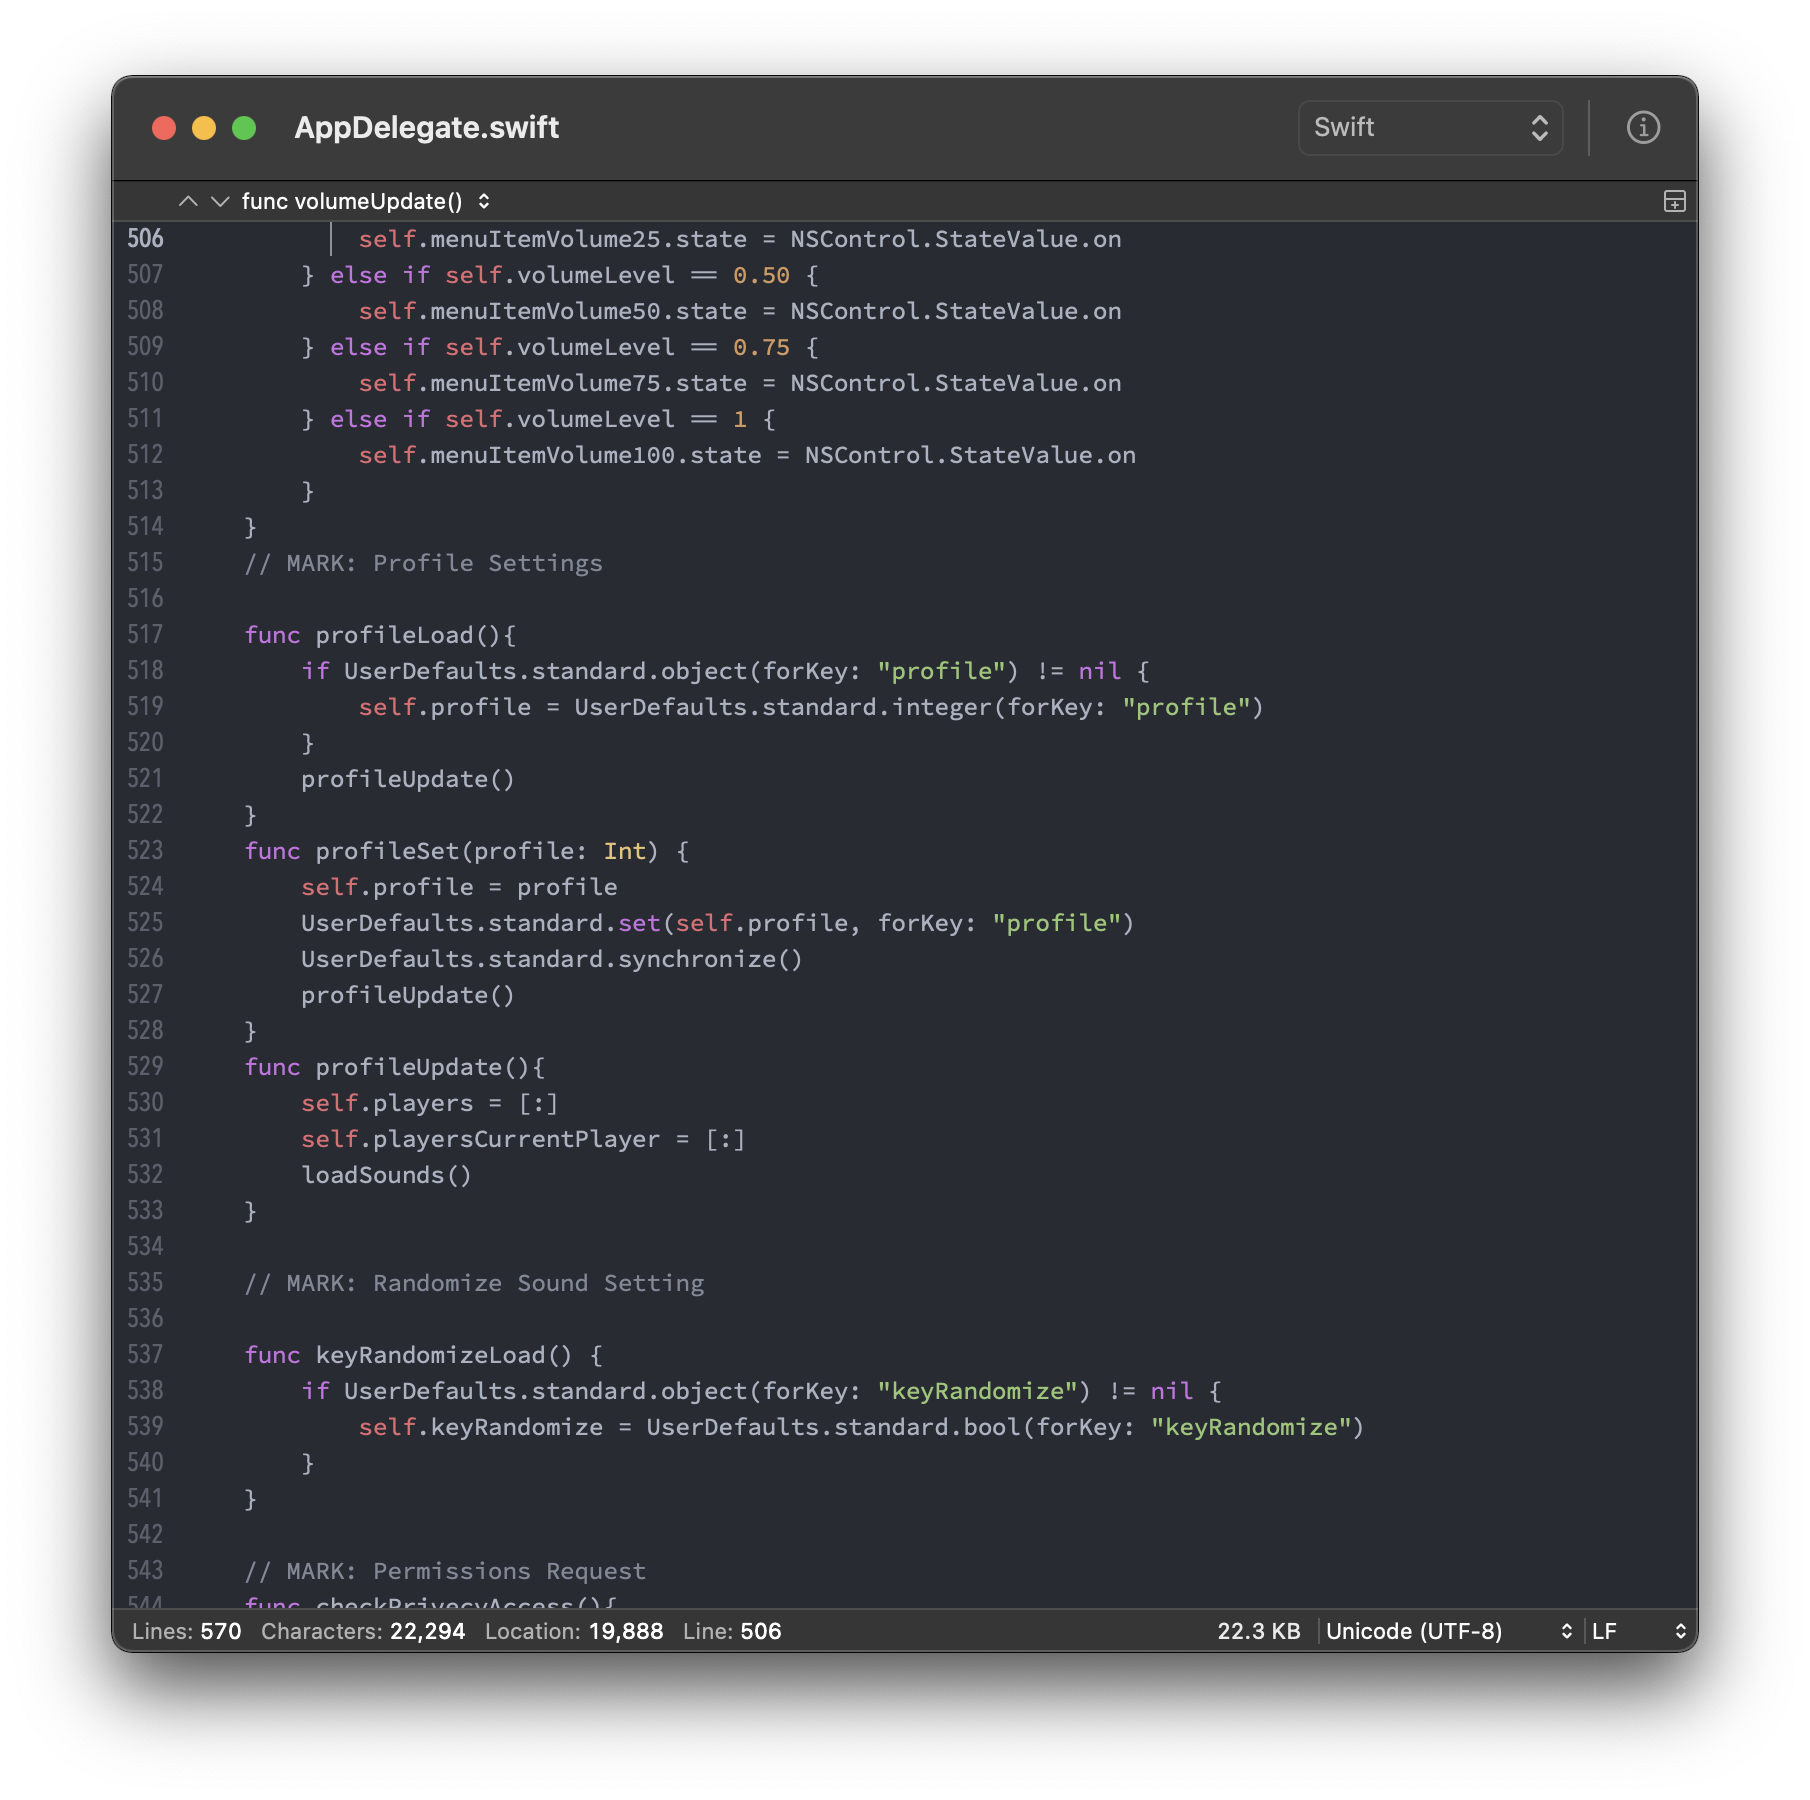 AppDelegate.swift
Swift
func volumeUpdate()
506 self.menuItemVolume25.state = NSControl.StateValue.on
507 } else if self.volumeLevel == 0.50 {
508 self.menuItemVolume50.state = NSControl.StateValue.on
509 } else if self.volumeLevel == 0.75 {
510 self.menuItemVolume75.state = NSControl.StateValue.on
511 } else if self.volumeLevel == 1 {
512 self.menuItemVolume100.state = NSControl.StateValue.on
513 }
514 }
515 // MARK: Profile Settings
516
517 func profileLoad(){
518 if UserDefaults.standard.object(forKey: "profile") != nil {
519 self.profile = UserDefaults.standard.integer(forKey: "profile")
520 }
521 profileUpdate()
522 }
523 func profileSet(profile: Int) {
524 self.profile = profile
525 UserDefaults.standard.set(self.profile, forKey: "profile")
526 UserDefaults.standard.synchronize()
527 profileUpdate()
528 }
529 func profileUpdate(){
530 self.players = [:]
531 self.playersCurrentPlayer = [:]
532 loadSounds()
533 }
534
535 // MARK: Randomize Sound Setting
536
537 func keyRandomizeLoad() {
538 if UserDefaults.standard.object(forKey: "keyRandomize") != nil {
539 self.keyRandomize = UserDefaults.standard.bool(forKey: "keyRandomize")
540 }
541 }
542
543 // MARK: Permissions Request
544 func checkPrivecyAccess(){
Lines: 570 Characters: 22,294 Location: 19,888 Line: 506 22.3 KB Unicode (UTF-8) LF